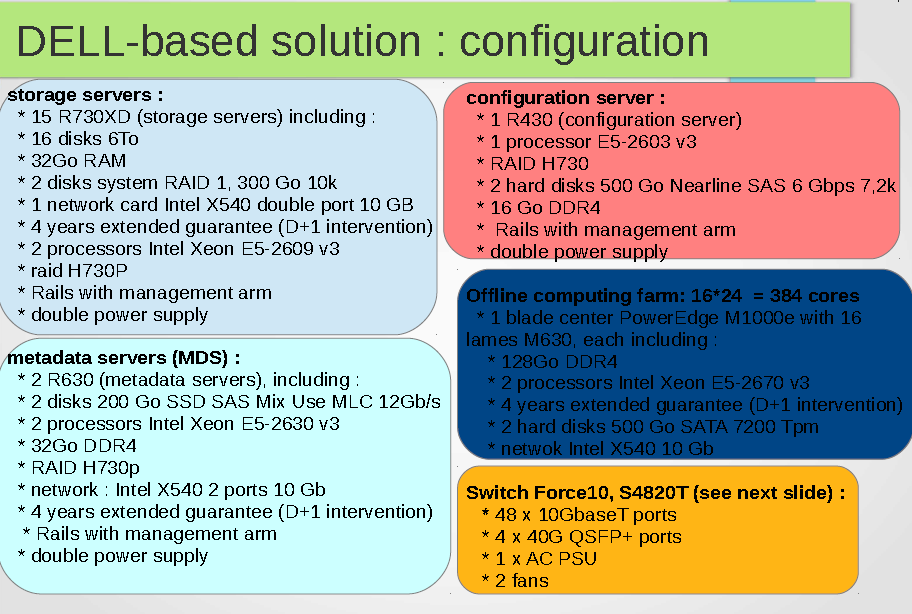 DELL-based solution : configuration
storage servers :
* 15 R730XD (storage servers) including :
* 16 disks 6To
* 32Go RAM
* 2 disks system RAID 1, 300 Go 10k
* 1 network card Intel X540 double port 10 GB
* 4 years extended guarantee (D+1 intervention)
* 2 processors Intel Xeon E5-2609 v3
* raid H730P
* Rails with management arm
* double power supply
metadata servers (MDS) :
* 2 R630 (metadata servers), including :
* 2 disks 200 Go SSD SAS Mix Use MLC 12Gb/s
* 2 processors Intel Xeon E5-2630 v3
* 32Go DDR4
* RAID H730p
* network : Intel X540 2 ports 10 Gb
* 4 years extended guarantee (D+1 intervention)
* Rails with management arm
* double power supply
configuration server :
* 1 R430 (configuration server)
* 1 processor E5-2603 v3
* RAID H730
* 2 hard disks 500 Go Nearline SAS 6 Gbps 7,2k
* 16 Go DDR4
* Rails with management arm
* double power supply
Offline computing farm: 16*24 = 384 cores
* 1 blade center PowerEdge M1000e with 16
lames M630, each including :
* 128Go DDR4
* 2 processors Intel Xeon E5-2670 v3
* 4 years extended guarantee (D+1 intervention)
* 2 hard disks 500 Go SATA 7200 Tpm
* netwok Intel X540 10 Gb
Switch Force10, S4820T (see next slide) :
* 48 x 10GbaseT ports
* 4 x 40G QSFP+ ports
* 1 x AC PSU
* 2 fans